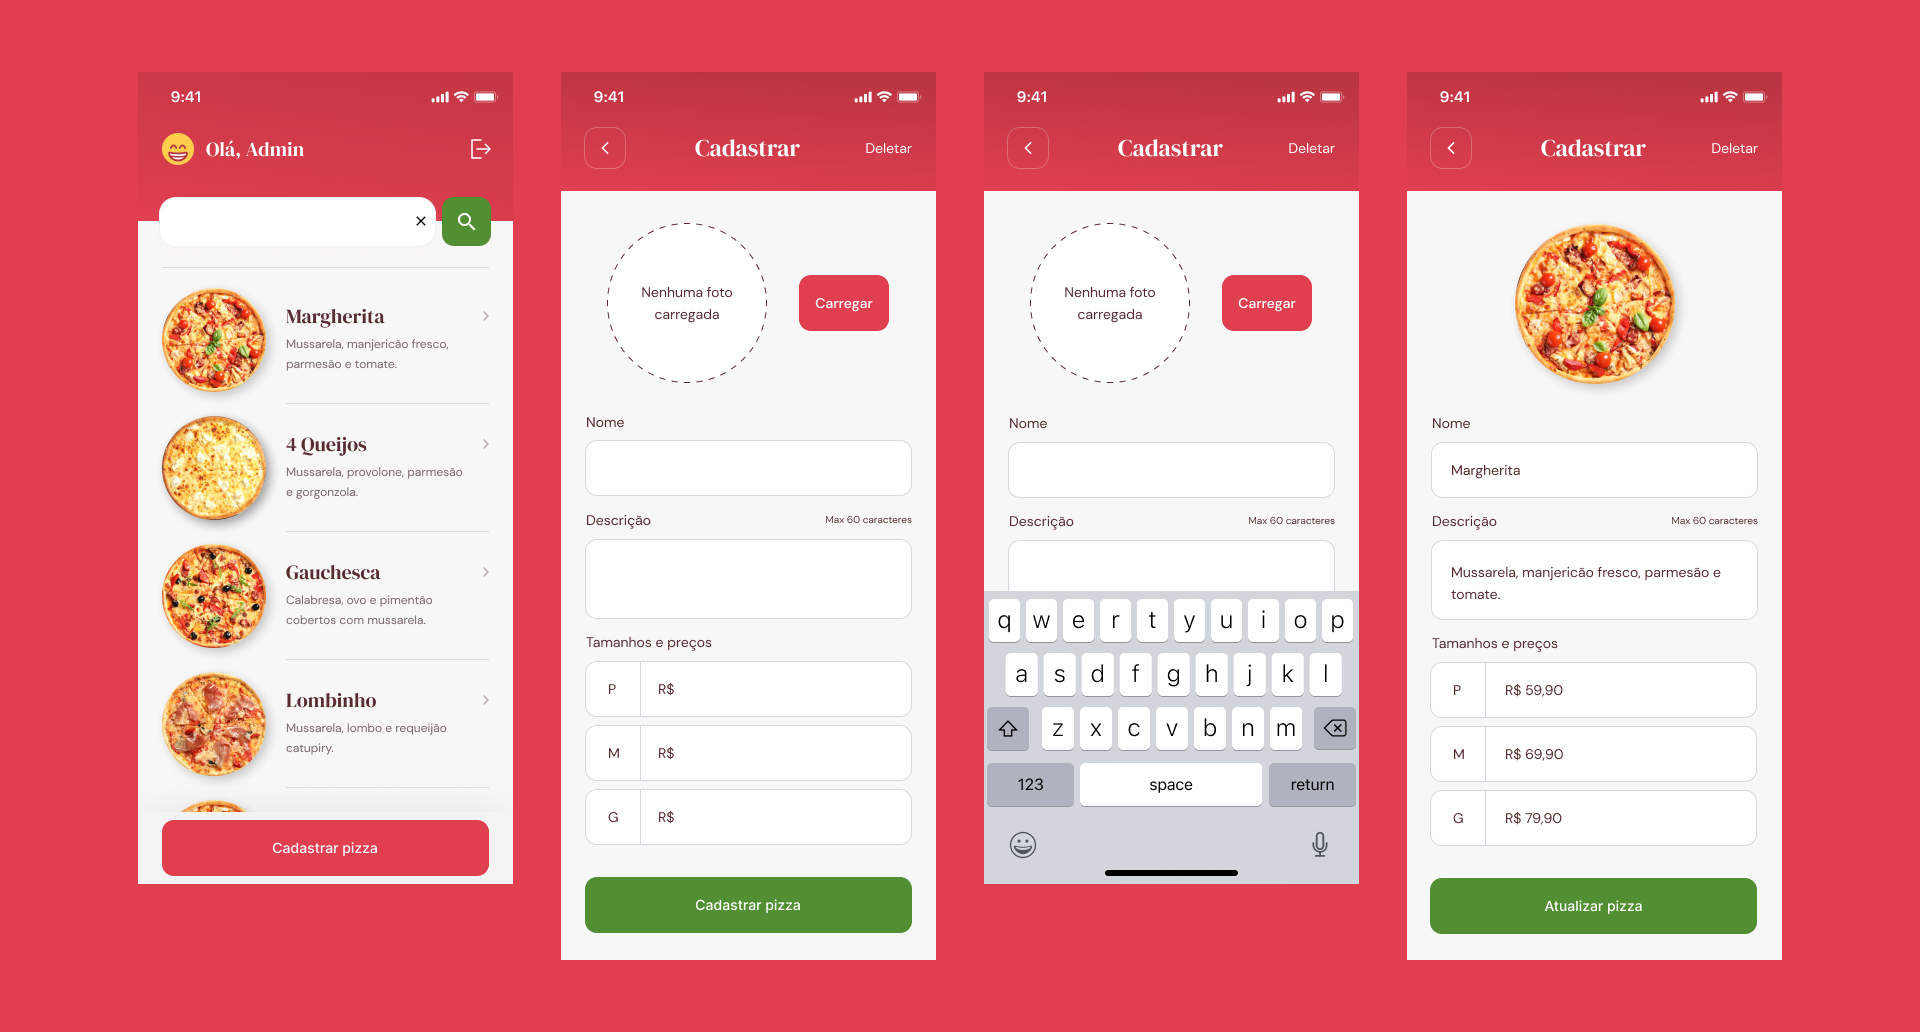 9:41
Olá, Admin
Margherita
Mussarela, manjericão fresco,
parmesão e tomate.
4 Queijos
Mussarela, provolone, parmesão
e gorgonzola.
Gauchesca
Calabresa, ovo e pimentão
cobertos com mussarela.
Lombinho
Mussarela, lombo e requeijão
catupiry.
Cadastrar pizza
9:41
Cadastrar
Deletar
Nenhuma foto
carregada
Carregar
Nome
Descrição
Max 60 caracteres
Tamanhos e preços
P R$
M R$
G R$
Cadastrar pizza
9:41
Cadastrar
Deletar
Nenhuma foto
carregada
Carregar
Nome
Descrição
Max 60 caracteres
q w e r t y u i o p
a s d f g h j k l
z x c v b n m
123 space return
9:41
Cadastrar
Deletar
Nome
Margherita
Descrição
Max 60 caracteres
Mussarela, manjericão fresco, parmesão e
tomate.
Tamanhos e preços
P R$ 59,90
M R$ 69,90
G R$ 79,90
Atualizar pizza